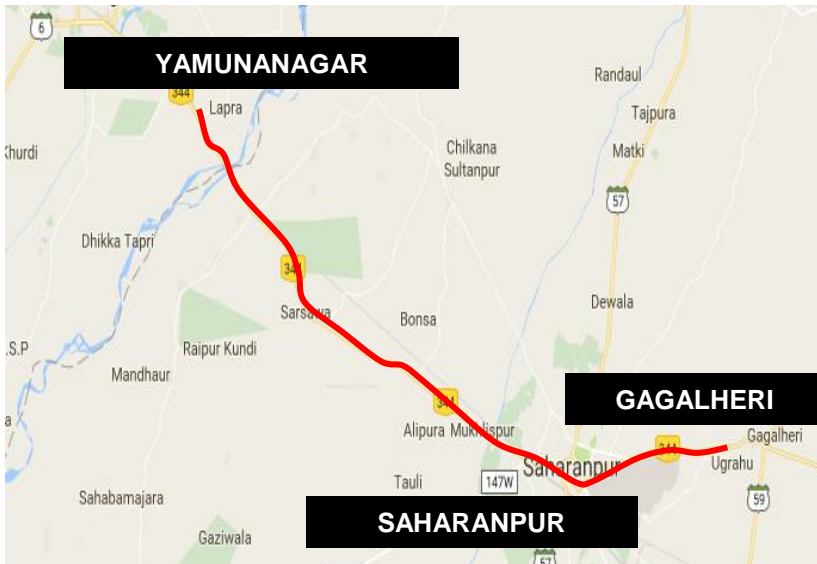 6
YAMUNANAGAR
344
Lapra
Randaul
Tajpura
Khurdi
Chilkana
Sultanpur
Matki
57
Dhikka Tapri
344
Sarsawa
Dewala
Bonsa
.S.P
Raipur Kundi
Mandhaur
GAGALHERI
344
Alipura Mukhlispur
Gagalheri
344
Ugrahu
Saharanpur
Tauli
147W
Sahabamajara
59
SAHARANPUR
Gaziwala
57